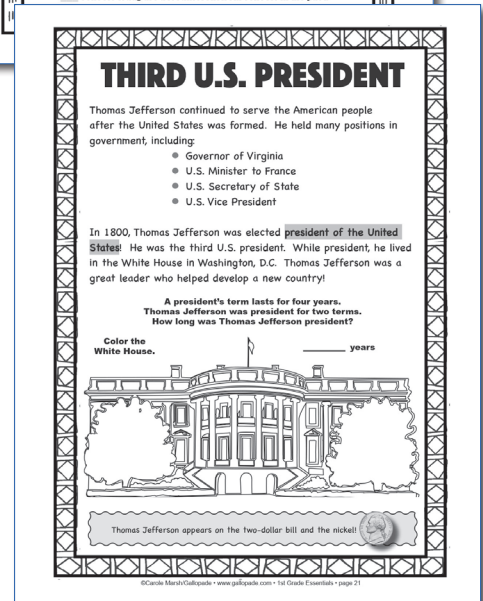 THIRD U.S. PRESIDENT
Thomas Jefferson continued to serve the American people
after the United States was formed. He held many positions in
government, including:
● Governor of Virginia
● U.S. Minister to France
● U.S. Secretary of State
● U.S. Vice President
In 1800, Thomas Jefferson was elected president of the United
States! He was the third U.S. president. While president, he lived
in the White House in Washington, D.C. Thomas Jefferson was a
great leader who helped develop a new country!
A president's term lasts for four years.
Thomas Jefferson was president for two terms.
How long was Thomas Jefferson president?
Color the
White House.
______ years
Thomas Jefferson appears on the two-dollar bill and the nickel!
©Carole Marsh/Gallopade • www.gallopade.com • 1st Grade Essentials • page 21